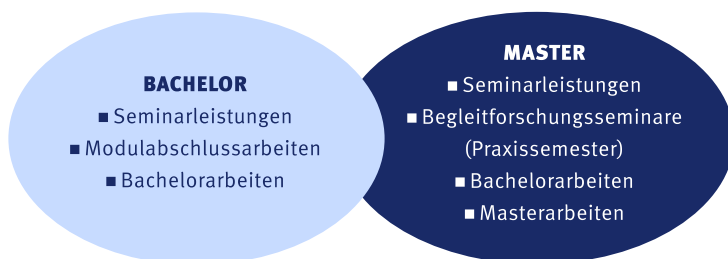 BACHELOR
■ Seminarleistungen
■ Modulabschlussarbeiten
■ Bachelorarbeiten
MASTER
■ Seminarleistungen
■ Begleitforschungsseminare
(Praxissemester)
■ Bachelorarbeiten
■ Masterarbeiten